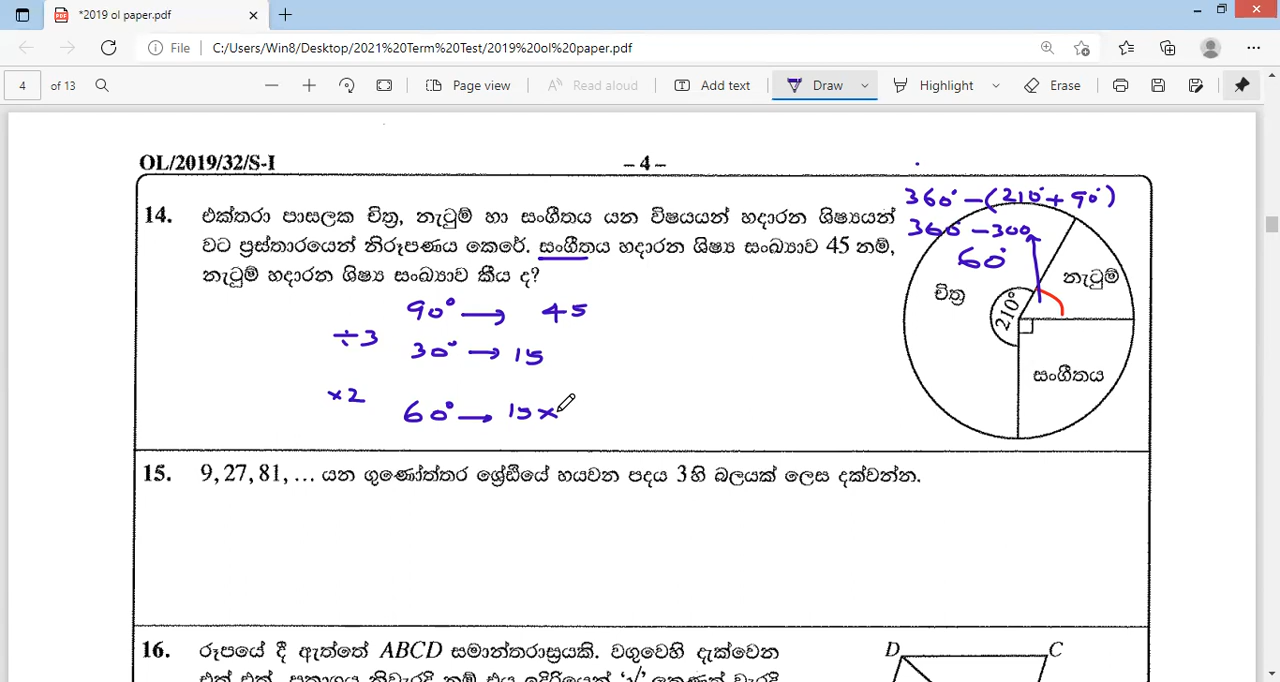 *2019 ol paper.pdf
File
C:/Users/Win8/Desktop/2021%20Term%20Test/2019%20ol%20paper.pdf
4 of 13
Page view
Read aloud
Add text
Draw
Highlight
Erase
OL/2019/32/S-I
– 4 –
14. එක්තරා පාසලක චිත්‍ර, නැටුම් හා සංගීතය යන විෂයයන් හදාරන ශිෂ්‍යයන්
වට ප්‍රස්තාරයෙන් නිරූපණය කෙරේ. සංගීතය හදාරන ශිෂ්‍ය සංඛ්‍යාව 45 නම්,
නැටුම් හදාරන ශිෂ්‍ය සංඛ්‍යාව කීය ද?
90° → 45
÷3 30° → 15
×2 60° → 15×
360° – (210° + 90°)
360 – 300
60°
චිත්‍ර
210°
නැටුම්
සංගීතය
15. 9, 27, 81, … යන ගුණෝත්තර ශ්‍රේඪියේ හයවන පදය 3 හි බලයක් ලෙස දක්වන්න.
16. රූපයේ දී ඇත්තේ ABCD සමාන්තරාස්‍රයකි. වගුවෙහි දැක්වෙන
D C